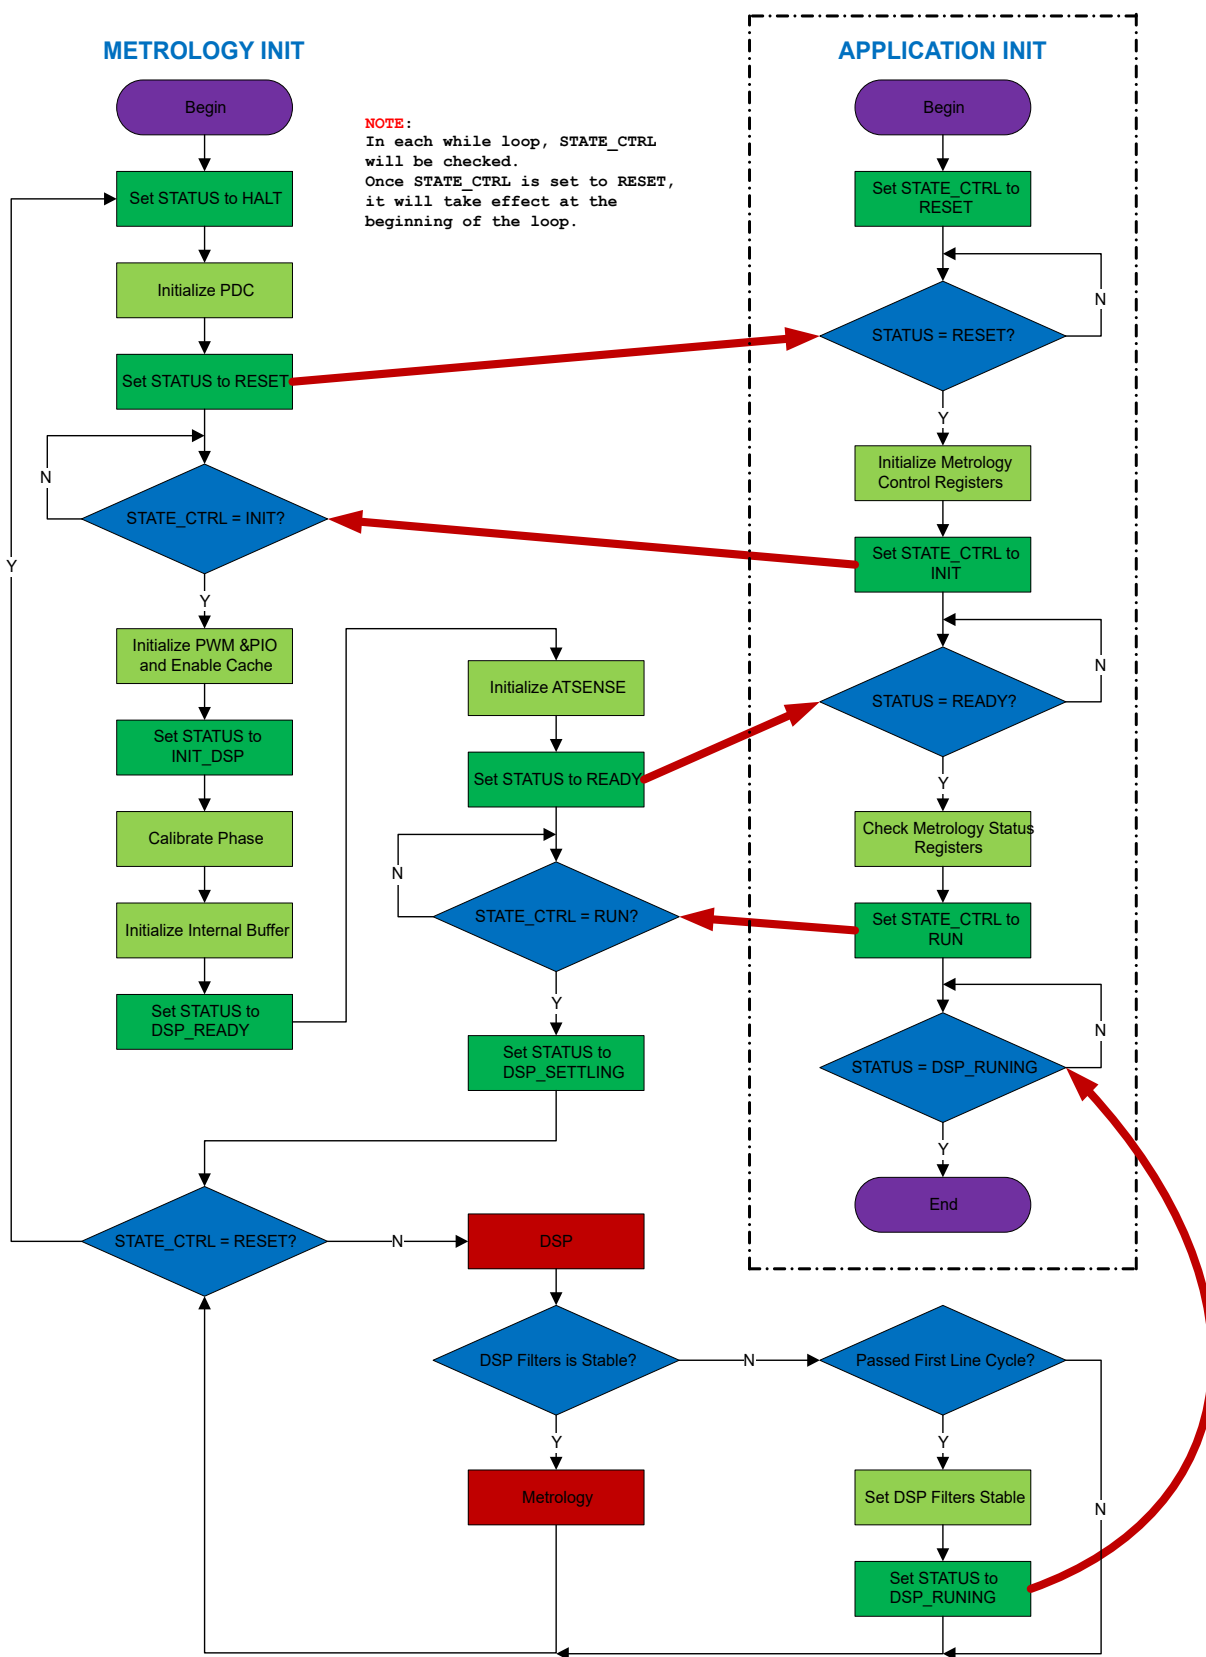 METROLOGY INIT
APPLICATION INIT
Begin
Begin
NOTE:
In each while loop, STATE_CTRL
will be checked.
Once STATE_CTRL is set to RESET,
it will take effect at the
beginning of the loop.
Set STATUS to HALT
Set STATE_CTRL to
RESET
Initialize PDC
N
STATUS = RESET?
Set STATUS to RESET
Y
N
Initialize Metrology
Control Registers
STATE_CTRL = INIT?
Set STATE_CTRL to
INIT
Y
Y
Initialize PWM &PIO
and Enable Cache
Initialize ATSENSE
N
STATUS = READY?
Set STATUS to
INIT_DSP
Set STATUS to READY
Y
Calibrate Phase
Check Metrology Status
Registers
N
STATE_CTRL = RUN?
Set STATE_CTRL to
RUN
Initialize Internal Buffer
Y
Set STATUS to
DSP_READY
N
Set STATUS to
DSP_SETTLING
STATUS = DSP_RUNING
Y
End
STATE_CTRL = RESET?
N
DSP
DSP Filters is Stable?
N
Passed First Line Cycle?
Y
Y
Metrology
Set DSP Filters Stable
N
Set STATUS to
DSP_RUNING